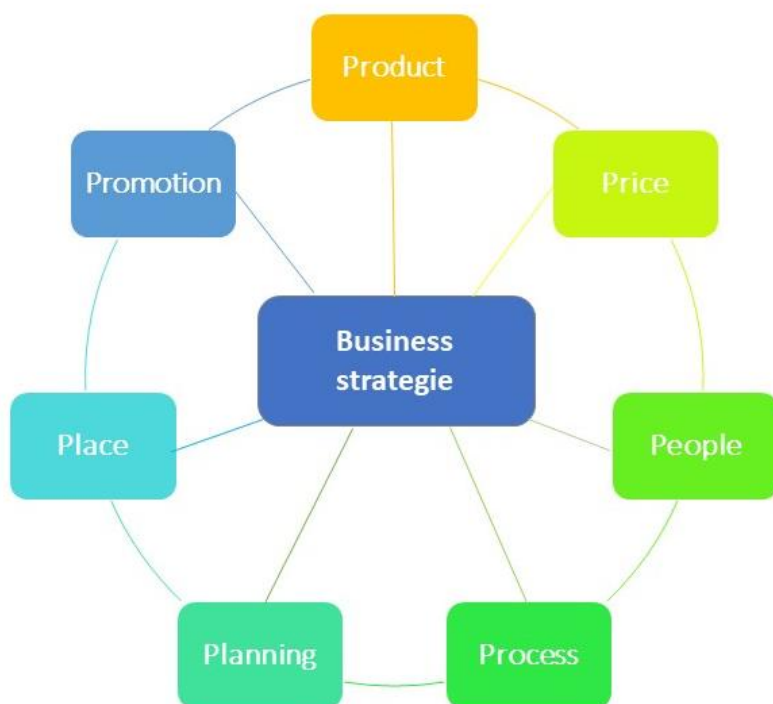 Product
Price
People
Process
Planning
Place
Promotion
Business
strategie